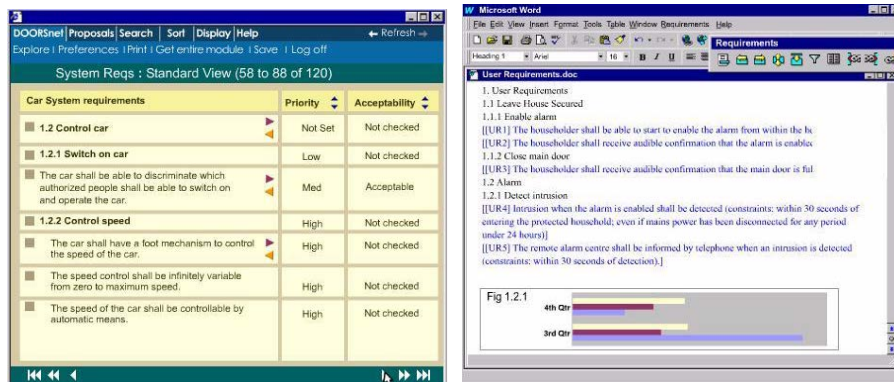 DOORSnet Proposals Search Sort Display Help Refresh
Explore | Preferences | Print | Get entire module | Save | Log off
System Reqs : Standard View (58 to 88 of 120)
Car System requirements Priority Acceptability
1.2 Control car Not Set Not checked
1.2.1 Switch on car Low Not checked
The car shall be able to discriminate which
authorized people shall be able to switch on
and operate the car. Med Acceptable
1.2.2 Control speed High Not checked
The car shall have a foot mechanism to control
the speed of the car. High Not checked
The speed control shall be infinitely variable
from zero to maximum speed. High Not checked
The speed of the car shall be controllable by
automatic means. High Not checked
Microsoft Word
File Edit View Insert Format Tools Table Window Requirements Help
Requirements
Heading 1 Ariel 16 B I U
User Requirements.doc
1. User Requirements
1.1 Leave House Secured
1.1.1 Enable alarm
[[UR1] The householder shall be able to start to enable the alarm from within the
[[UR2] The householder shall receive audible confirmation that the alarm is
1.1.2 Close main door
[[UR3] The householder shall receive audible confirmation that the main door is
1.2 Alarm
1.2.1 Detect intrusion
[[UR4] Intrusion when the alarm is enabled shall be detected (constraints: within 30 seconds of
entering the protected household; even if mains power has been disconnected for any period
under 24 hours)]
[[UR5] The remote alarm centre shall be informed by telephone when an intrusion is detected
(constraints: within 30 seconds of detection).]
Fig 1.2.1
4th Qtr
3rd Qtr